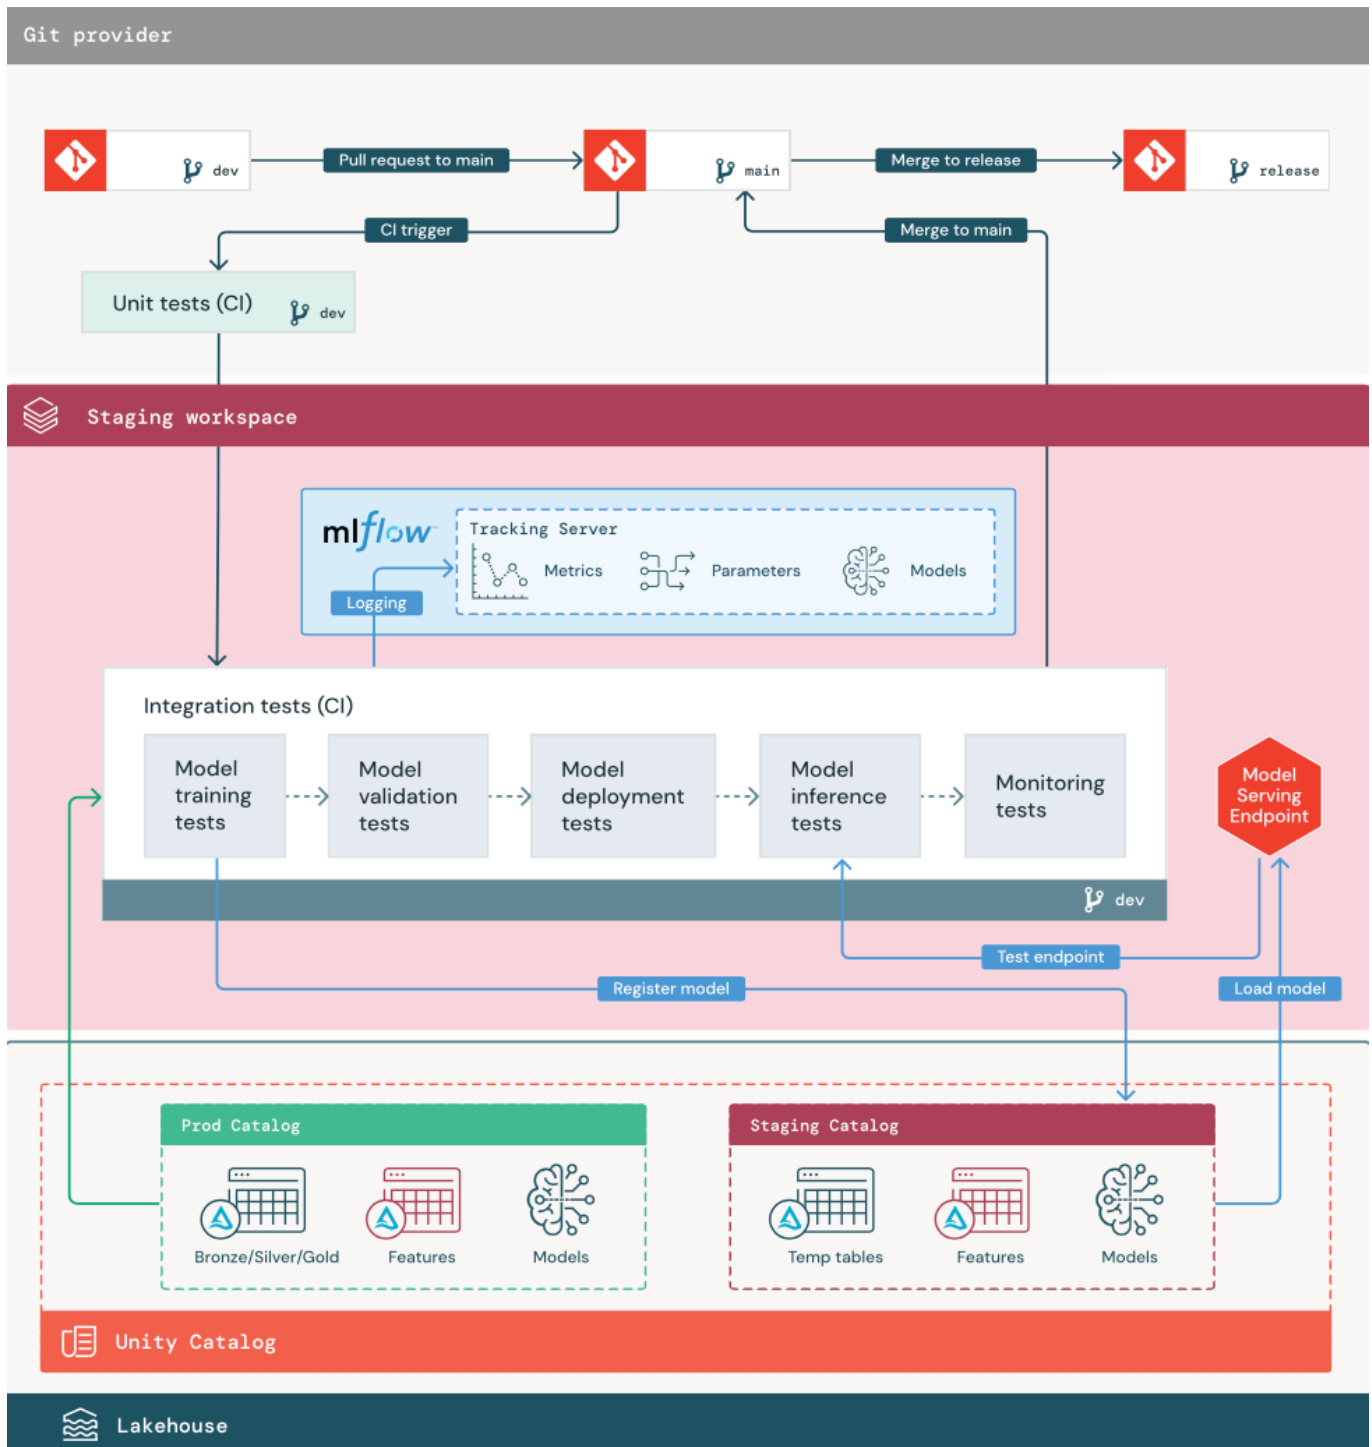 Git provider
dev
Pull request to main
main
Merge to release
release
CI trigger
Merge to main
Unit tests (CI)
dev
Staging workspace
mlflow
Tracking Server
Metrics
Parameters
Models
Logging
Integration tests (CI)
Model
training
tests
Model
validation
tests
Model
deployment
tests
Model
inference
tests
Monitoring
tests
Model
Serving
Endpoint
dev
Test endpoint
Register model
Load model
Prod Catalog
Bronze/Silver/Gold
Features
Models
Staging Catalog
Temp tables
Features
Models
Unity Catalog
Lakehouse